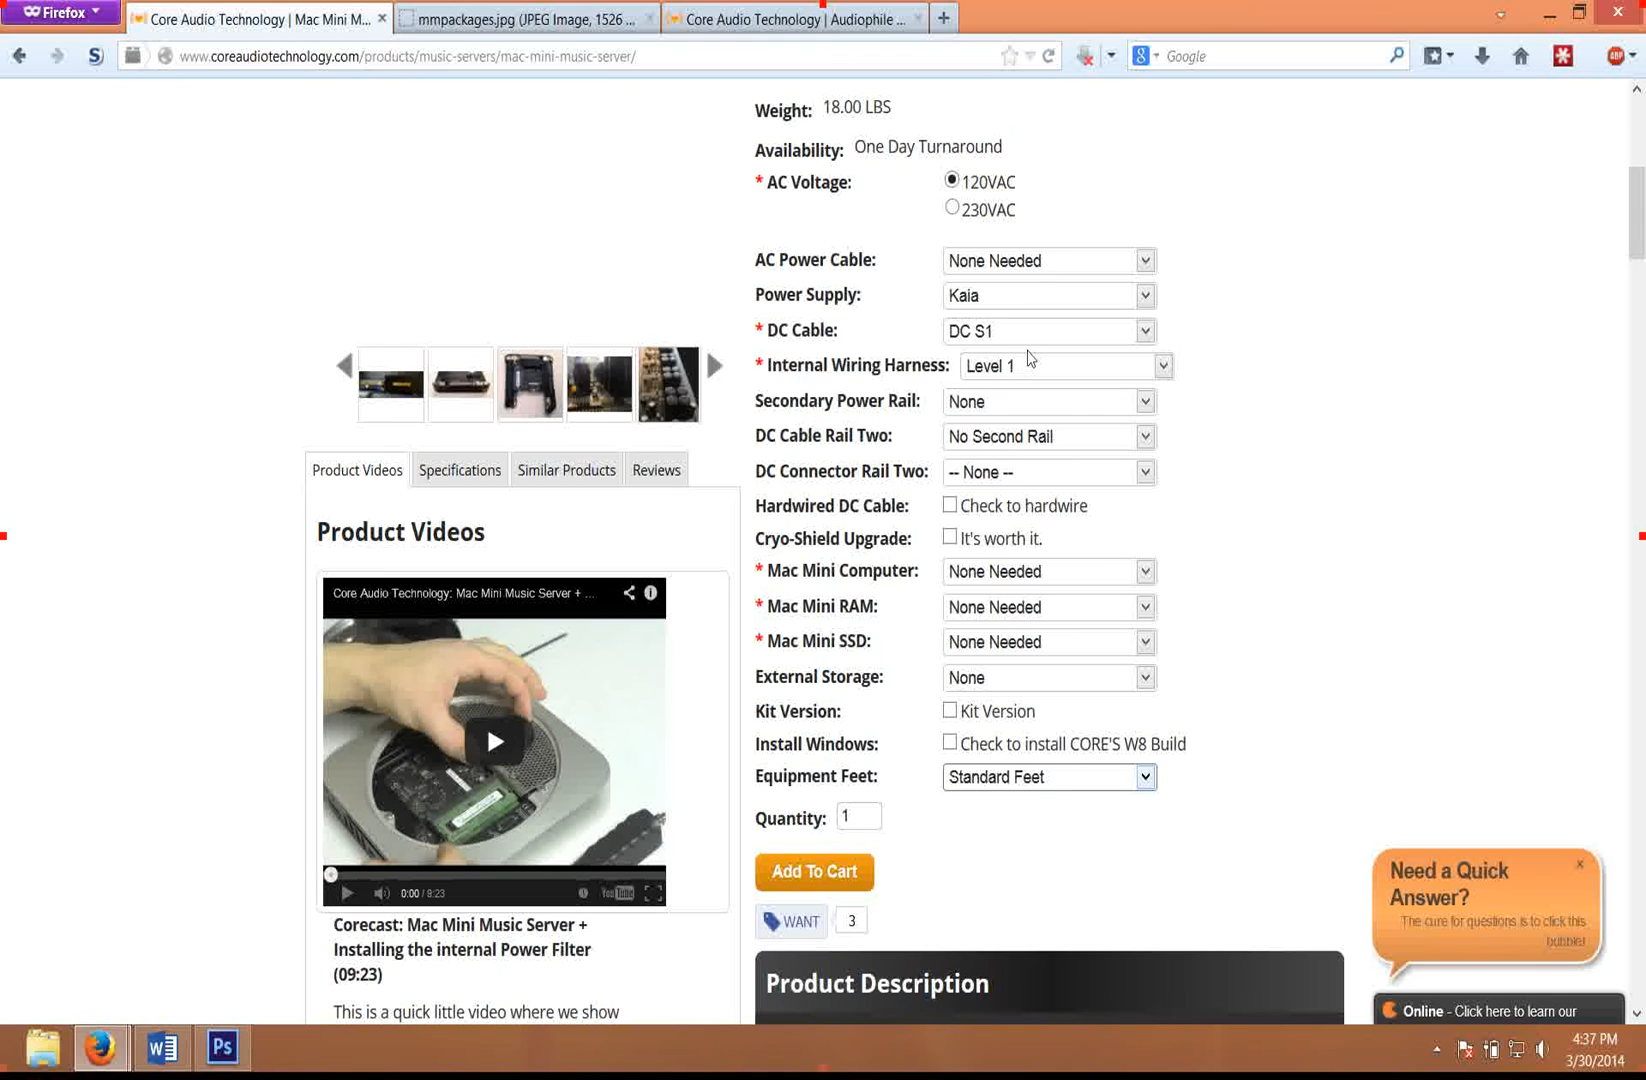 Firefox
Core Audio Technology | Mac Mini M...
mmpackages.jpg (JPEG Image, 1526 ...
Core Audio Technology | Audiophile ...
www.coreaudiotechnology.com/products/music-servers/mac-mini-music-server/
Google
Weight: 18.00 LBS
Availability: One Day Turnaround
* AC Voltage: 120VAC
230VAC
AC Power Cable: None Needed
Power Supply: Kaia
* DC Cable: DC S1
* Internal Wiring Harness: Level 1
Secondary Power Rail: None
DC Cable Rail Two: No Second Rail
DC Connector Rail Two: -- None --
Hardwired DC Cable: Check to hardwire
Cryo-Shield Upgrade: It's worth it.
* Mac Mini Computer: None Needed
* Mac Mini RAM: None Needed
* Mac Mini SSD: None Needed
External Storage: None
Kit Version: Kit Version
Install Windows: Check to install CORE'S W8 Build
Equipment Feet: Standard Feet
Quantity: 1
Add To Cart
WANT 3
Product Description
Product Videos Specifications Similar Products Reviews
Product Videos
Core Audio Technology: Mac Mini Music Server + ...
0:00 / 9:23
YouTube
Corecast: Mac Mini Music Server +
Installing the internal Power Filter
(09:23)
This is a quick little video where we show
Need a Quick
Answer?
The cure for questions is to click this
bubble!
Online - Click here to learn our
Ps
4:37 PM
3/30/2014